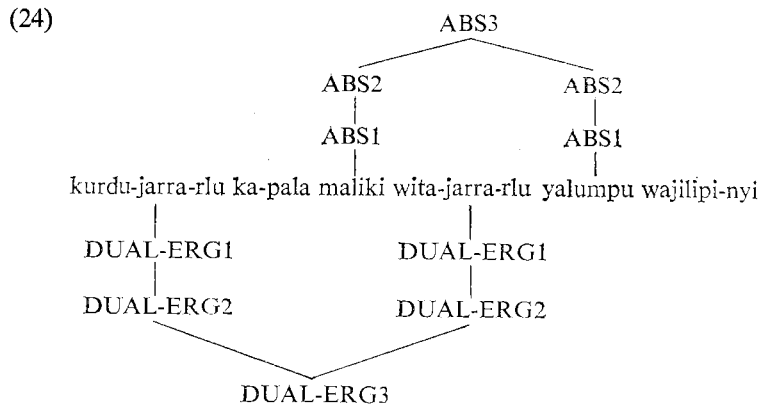 (24)
ABS3
ABS2 ABS2
ABS1 ABS1
kurdu-jarra-rlu ka-pala maliki wita-jarra-rlu yalumpu wajilipi-nyi
DUAL-ERG1 DUAL-ERG1
DUAL-ERG2 DUAL-ERG2
DUAL-ERG3